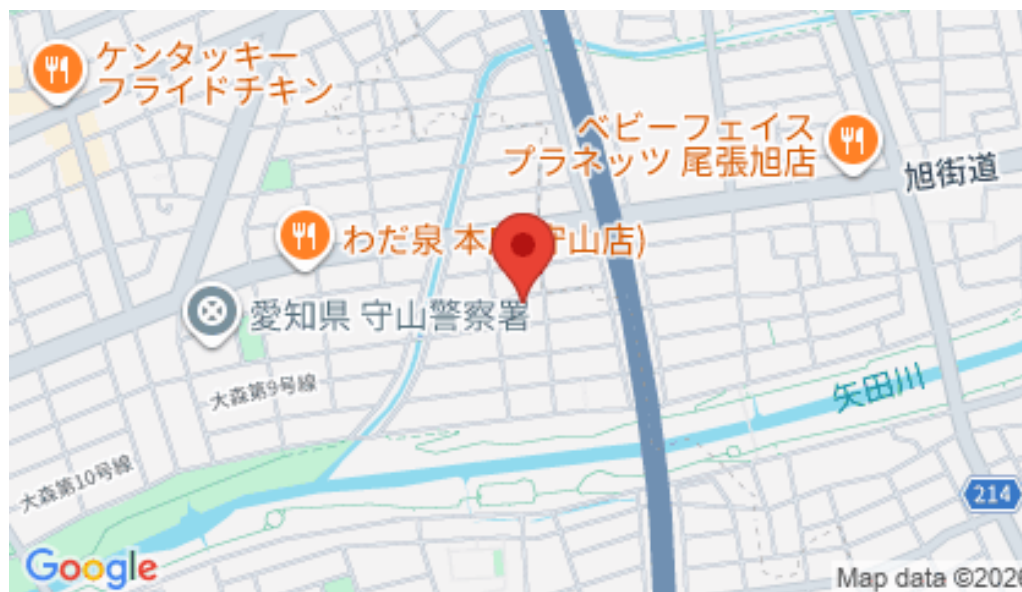 ケンタッキー
フライドチキン
ベビーフェイス
プラネッツ 尾張旭店
旭街道
わだ泉 本
守山店)
愛知県 守山警察署
大森第9号線
矢田川
大森第10号線
214
Google
Map data ©2026